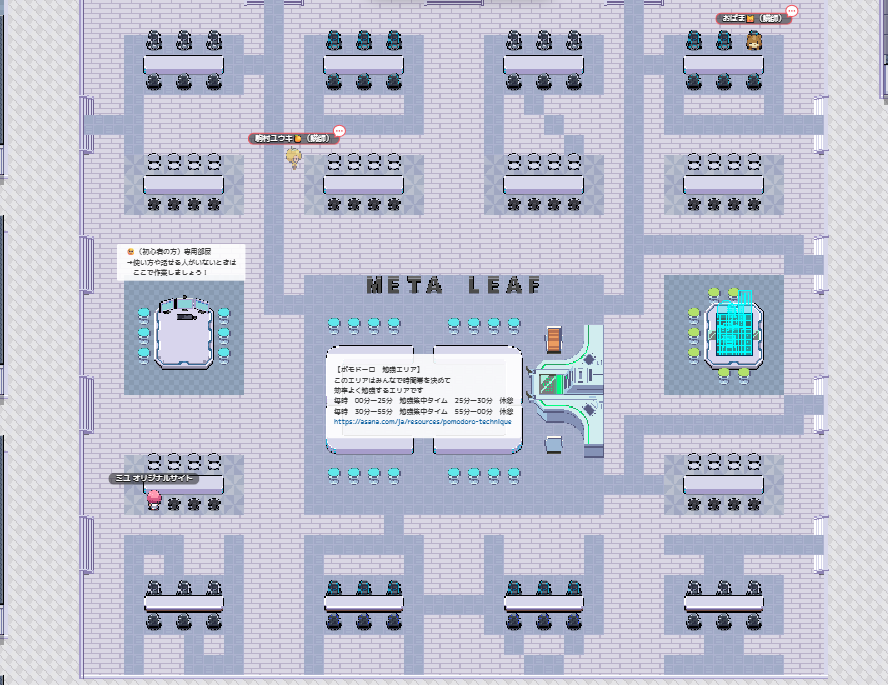 おばま（講師）
駒村ユウキ（講師）
（初心者の方）専用部屋
→使い方や話せる人がいないときは
ここで作業しましょう！
META LEAF
【ポモドーロ　勉強エリア】
このエリアはみんなで時間帯を決めて
効率よく勉強するエリアです
毎時　00分ー25分　勉強集中タイム　25分ー30分　休憩
毎時　30分ー55分　勉強集中タイム　55分ー00分　休憩
https://asana.com/ja/resources/pomodoro-technique
ミユ オリジナルサイト